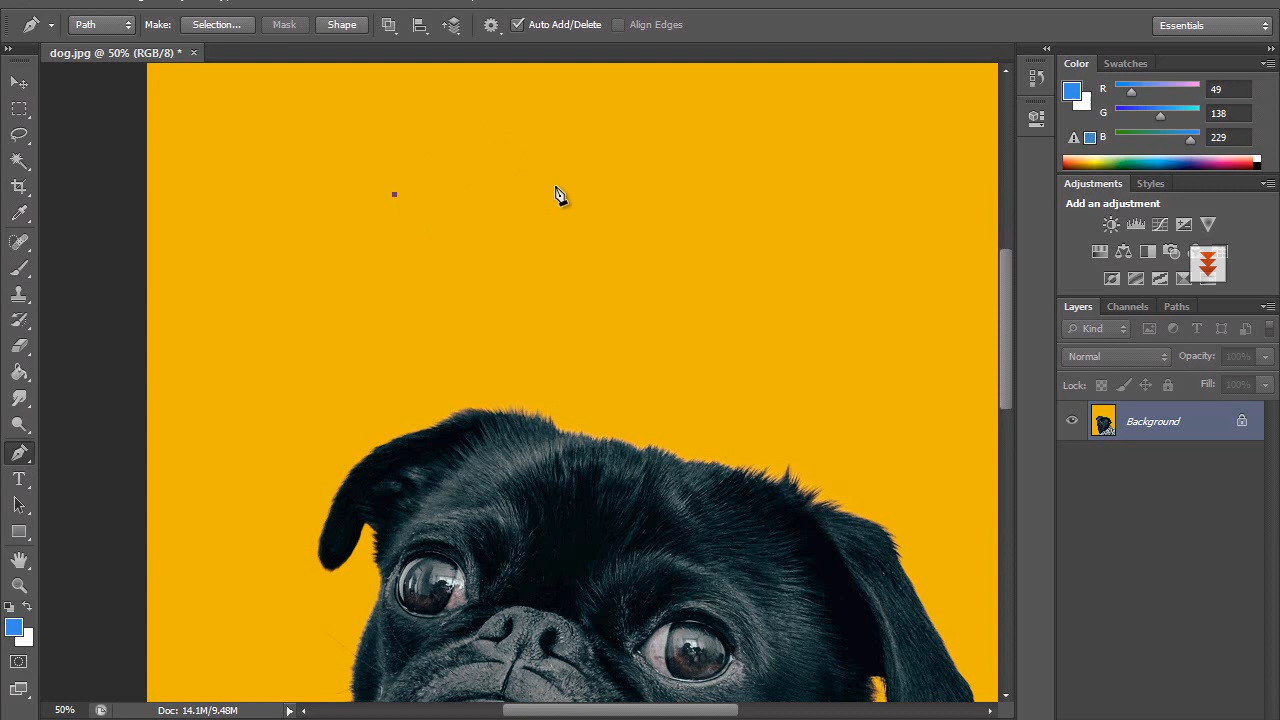 Path Make: Selection... Mask Shape Auto Add/Delete Align Edges Essentials
dog.jpg @ 50% (RGB/8) * ×
Color Swatches
R 49
G 138
B 229
Adjustments Styles
Add an adjustment
Layers Channels Paths
Kind
Normal Opacity: 100%
Lock: Fill: 100%
Background
50% Doc: 14.1M/9.48M